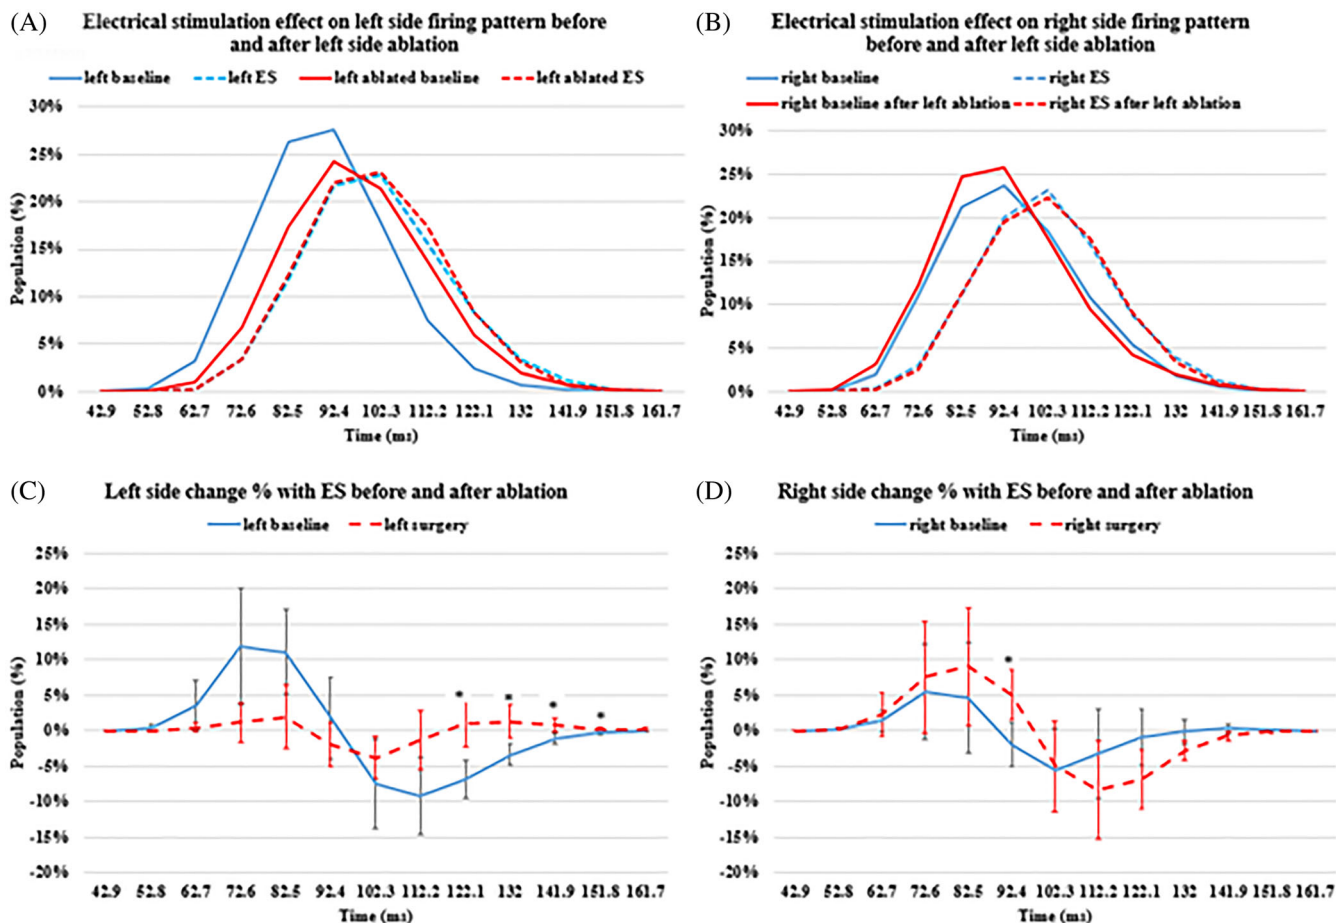 (A)
Electrical stimulation effect on left side firing pattern before
and after left side ablation
left baseline left ES left ablated baseline left ablated ES
30%
25%
20%
15%
10%
5%
0%
Population (%)
42.9 52.8 62.7 72.6 82.5 92.4 102.3 112.2 122.1 132 141.9 151.8 161.7
Time (ms)
(B)
Electrical stimulation effect on right side firing pattern
before and after left side ablation
right baseline right ES
right baseline after left ablation right ES after left ablation
30%
25%
20%
15%
10%
5%
0%
Population (%)
42.9 52.8 62.7 72.6 82.5 92.4 102.3 112.2 122.1 132 141.9 151.8 161.7
Time (ms)
(C)
Left side change % with ES before and after ablation
left baseline left surgery
25%
20%
15%
10%
5%
0%
-5%
-10%
-15%
-20%
Population (%)
* * * *
42.9 52.8 62.7 72.6 82.5 92.4 102.3 112.2 122.1 132 141.9 151.8 161.7
Time (ms)
(D)
Right side change % with ES before and after ablation
right baseline right surgery
25%
20%
15%
10%
5%
0%
-5%
-10%
-15%
-20%
Population (%)
*
42.9 52.8 62.7 72.6 82.5 92.4 102.3 112.2 122.1 132 141.9 151.8 161.7
Time (ms)